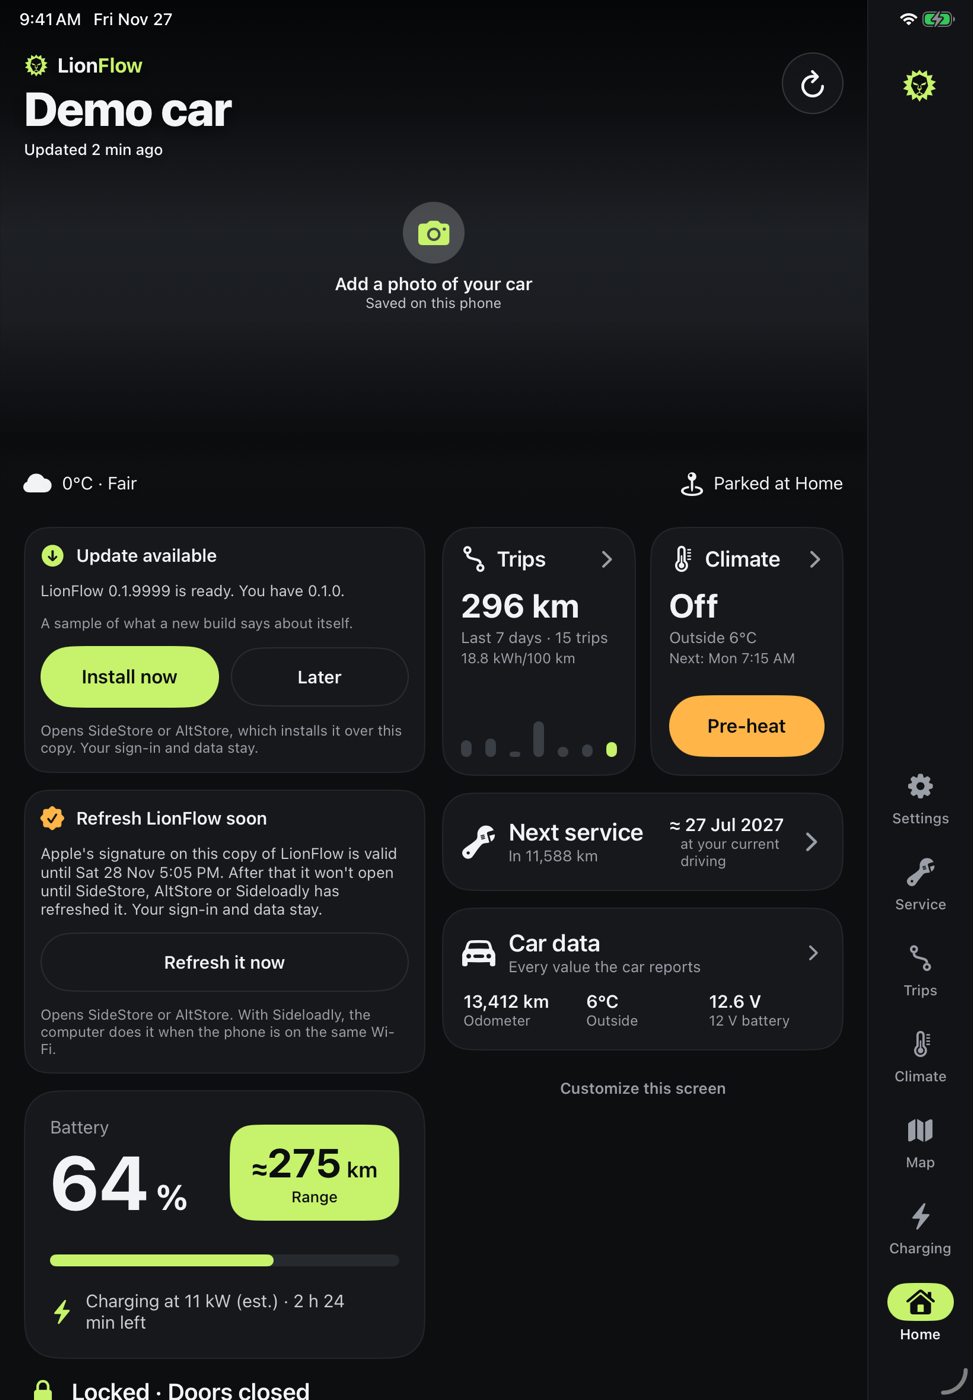 9:41 AM Fri Nov 27
LionFlow
Demo car
Updated 2 min ago
Add a photo of your car
Saved on this phone
0°C · Fair
Parked at Home
Update available
LionFlow 0.1.9999 is ready. You have 0.1.0.
A sample of what a new build says about itself.
Install now
Later
Opens SideStore or AltStore, which installs it over this
copy. Your sign-in and data stay.
Trips
296 km
Last 7 days · 15 trips
18.8 kWh/100 km
Climate
Off
Outside 6°C
Next: Mon 7:15 AM
Pre-heat
Refresh LionFlow soon
Apple's signature on this copy of LionFlow is valid
until Sat 28 Nov 5:05 PM. After that it won't open
until SideStore, AltStore or Sideloadly has
refreshed it. Your sign-in and data stay.
Refresh it now
Opens SideStore or AltStore. With Sideloadly, the
computer does it when the phone is on the same Wi-
Fi.
Next service
In 11,588 km
≈ 27 Jul 2027
at your current
driving
Car data
Every value the car reports
13,412 km
Odometer
6°C
Outside
12.6 V
12 V battery
Customize this screen
Battery
64 %
≈275 km
Range
Charging at 11 kW (est.) · 2 h 24
min left
Locked · Doors closed
Settings
Service
Trips
Climate
Map
Charging
Home